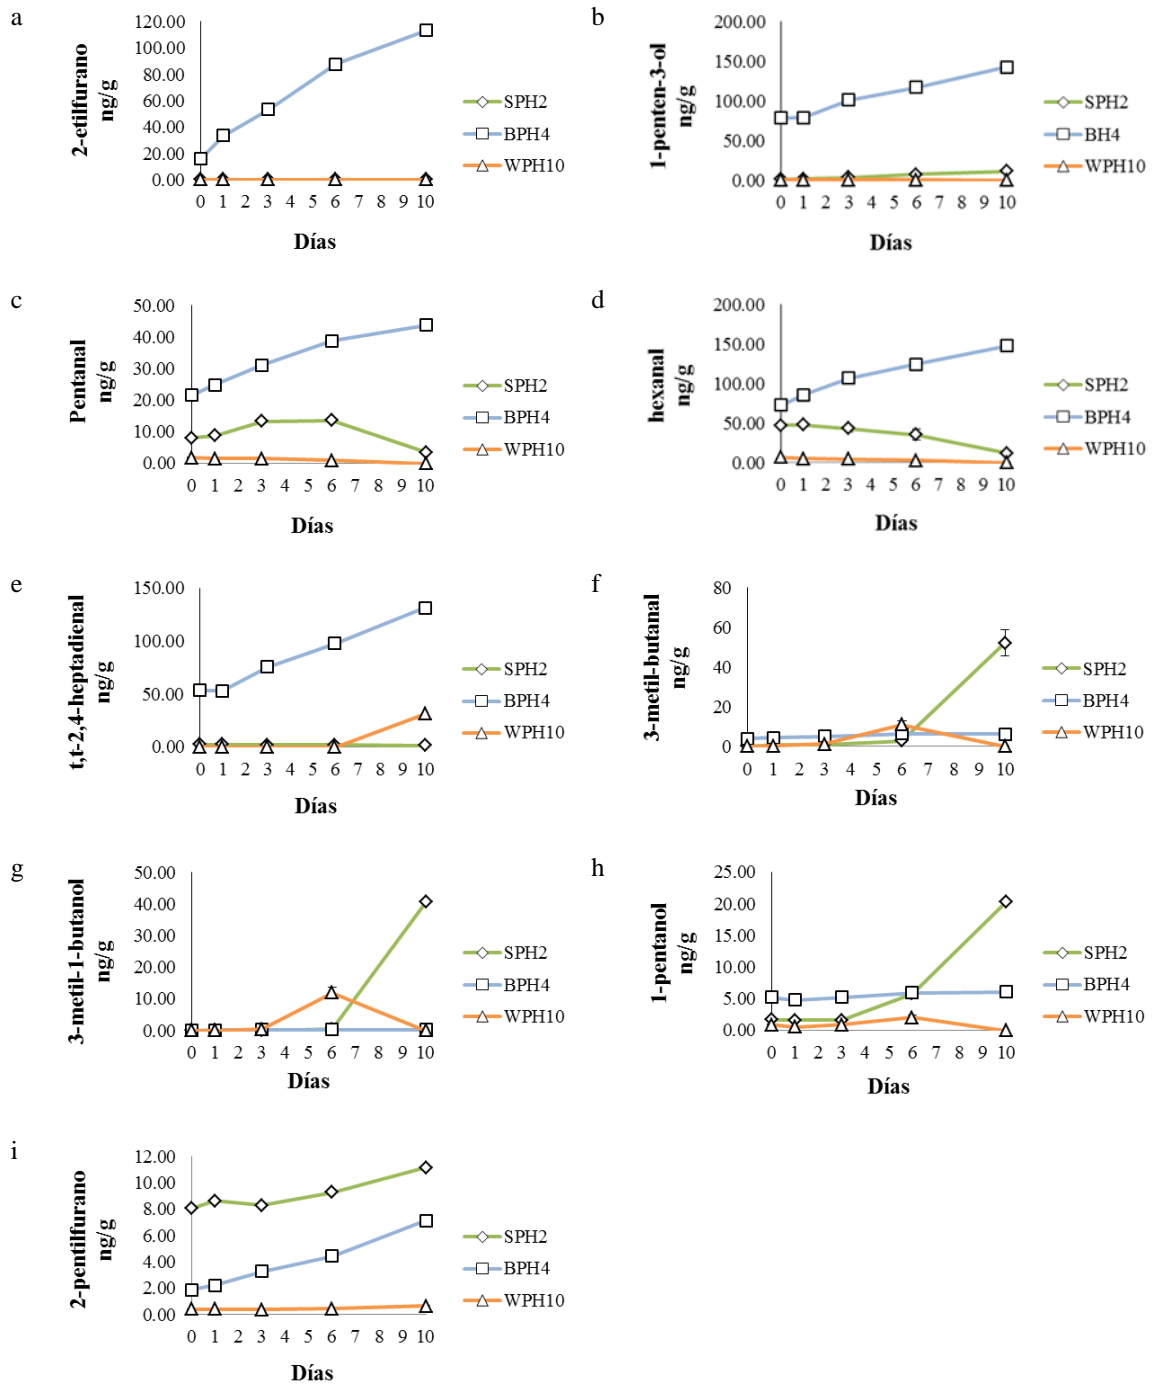 a
2-etilfurano
ng/g
120.00
100.00
80.00
60.00
40.00
20.00
0.00
0 1 2 3 4 5 6 7 8 9 10
Días
SPH2
BPH4
WPH10
b
1-penten-3-ol
ng/g
200.00
150.00
100.00
50.00
0.00
0 1 2 3 4 5 6 7 8 9 10
Días
SPH2
BH4
WPH10
c
Pentanal
ng/g
50.00
40.00
30.00
20.00
10.00
0.00
0 1 2 3 4 5 6 7 8 9 10
Días
SPH2
BPH4
WPH10
d
hexanal
ng/g
200.00
150.00
100.00
50.00
0.00
0 1 2 3 4 5 6 7 8 9 10
Días
SPH2
BPH4
WPH10
e
t,t-2,4-heptadienal
ng/g
150.00
100.00
50.00
0.00
0 1 2 3 4 5 6 7 8 9 10
Días
SPH2
BPH4
WPH10
f
3-metil-butanal
ng/g
80
60
40
20
0
0 1 2 3 4 5 6 7 8 9 10
Días
SPH2
BPH4
WPH10
g
3-metil-1-butanol
ng/g
50.00
40.00
30.00
20.00
10.00
0.00
0 1 2 3 4 5 6 7 8 9 10
Días
SPH2
BPH4
WPH10
h
1-pentanol
ng/g
25.00
20.00
15.00
10.00
5.00
0.00
0 1 2 3 4 5 6 7 8 9 10
Días
SPH2
BPH4
WPH10
i
2-pentilfurano
ng/g
12.00
10.00
8.00
6.00
4.00
2.00
0.00
0 1 2 3 4 5 6 7 8 9 10
Días
SPH2
BPH4
WPH10